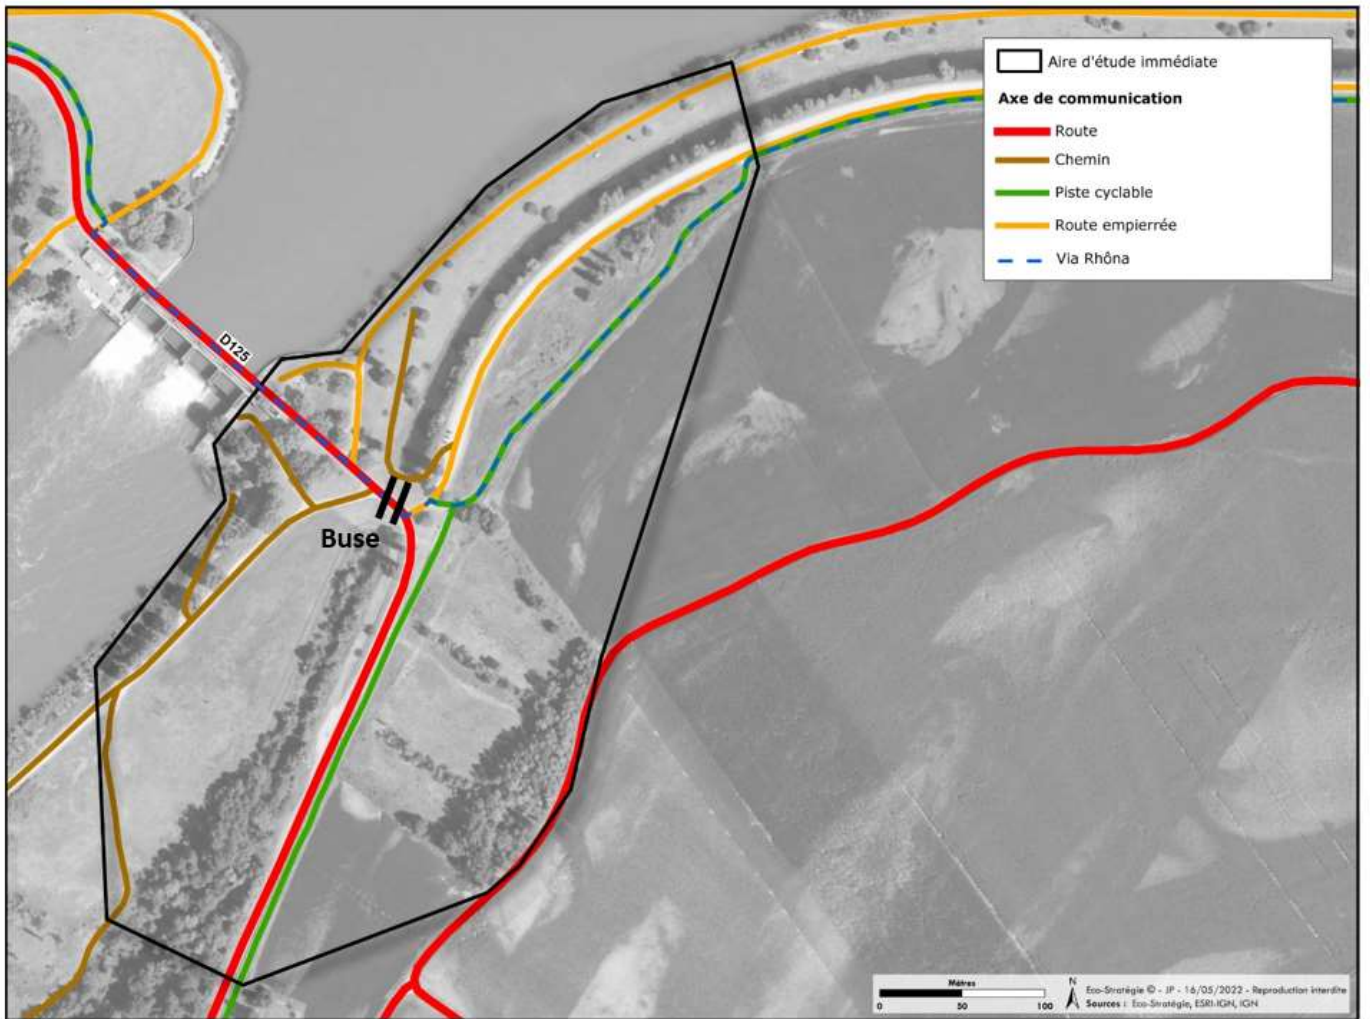 Aire d'étude immédiate
Axe de communication
Route
Chemin
Piste cyclable
Route empierrée
Via Rhôna
D125
Buse
Mètres
0 50 100
N
Eco-Stratégie © - JP - 16/05/2022 - Reproduction interdite
Sources : Eco-Stratégie, ESRI-IGN, IGN